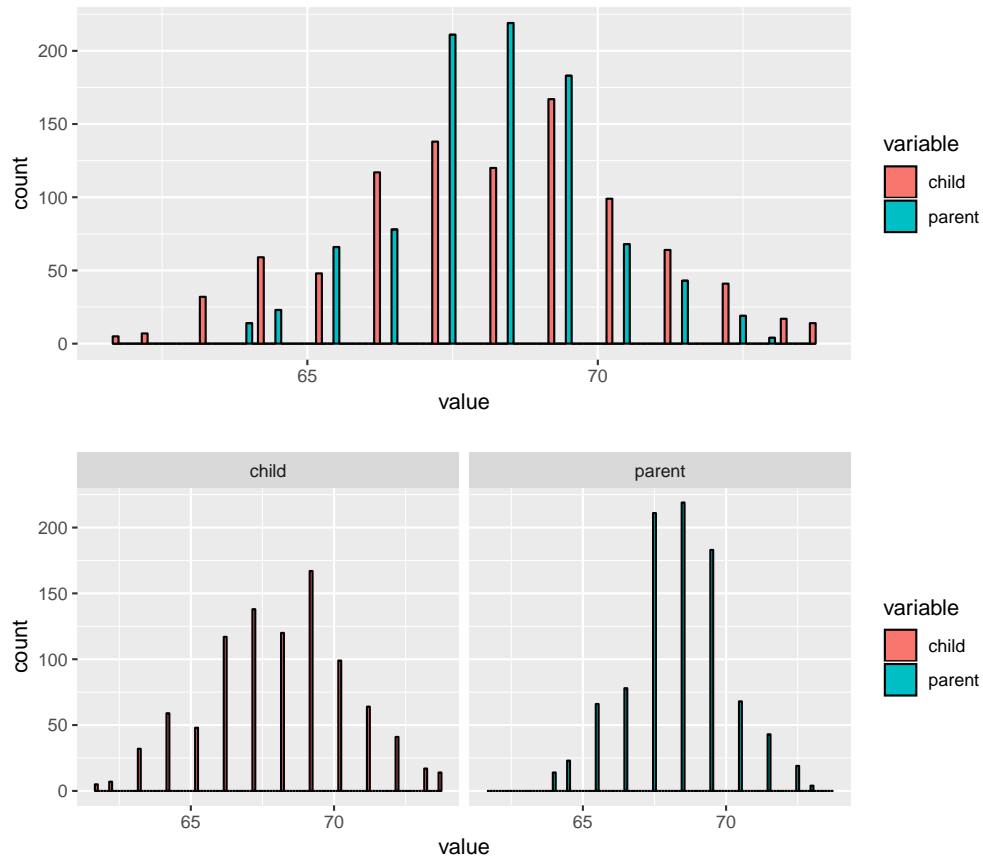 200
150
100
50
0
count
65 70
value
variable
child
parent
child parent
200
150
100
50
0
count
65 70 65 70
value
variable
child
parent